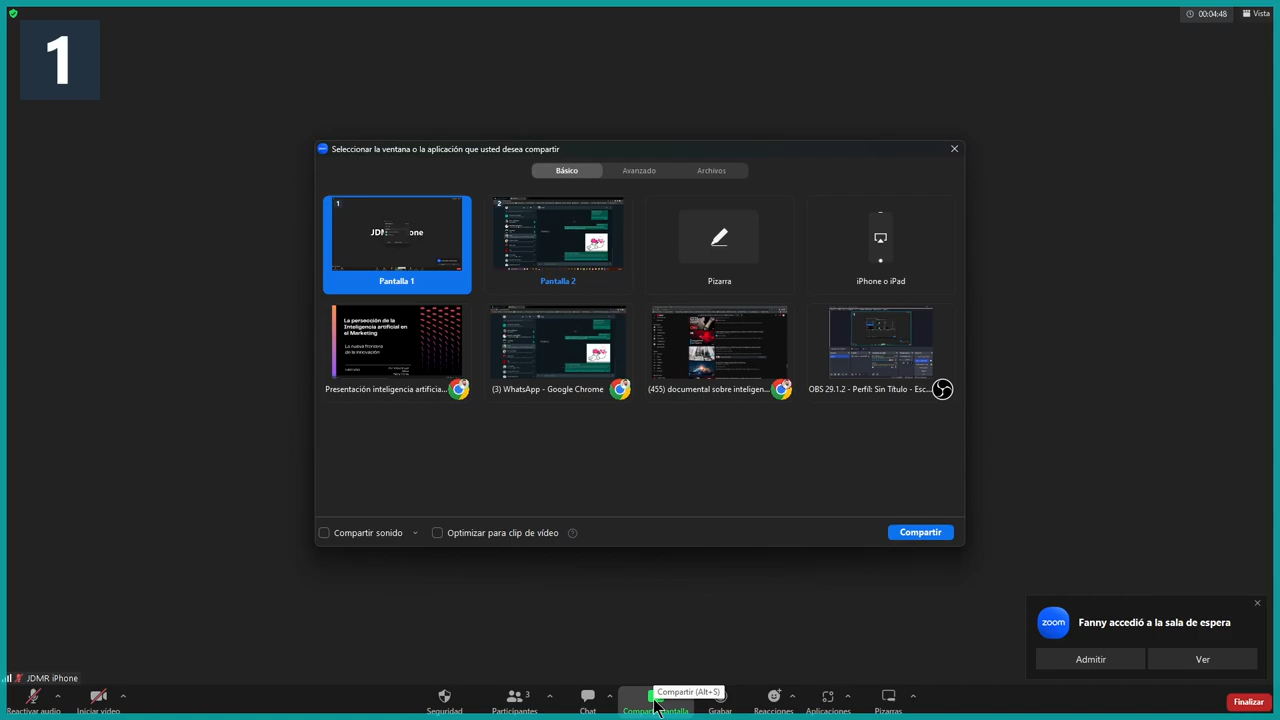 00:04:48
Vista
1
Seleccionar la ventana o la aplicación que usted desea compartir
Básico
Avanzado
Archivos
1
2
Pantalla 1
Pantalla 2
Pizarra
iPhone o iPad
La persección de la
Inteligencia artificial en
el Marketing
La nueva frontera
de la innovación
Presentación inteligencia artificia...
(3) WhatsApp - Google Chrome
(455) documental sobre inteligen...
OBS 29.1.2 - Perfil: Sin Título - Esc...
Compartir sonido
Optimizar para clip de vídeo
?
Compartir
zoom
Fanny accedió a la sala de espera
Admitir
Ver
JDMR iPhone
Compartir (Alt+S)
3
Reactivar audio
Iniciar vídeo
Seguridad
Participantes
Chat
Compartir pantalla
Grabar
Reacciones
Aplicaciones
Pizarras
Finalizar